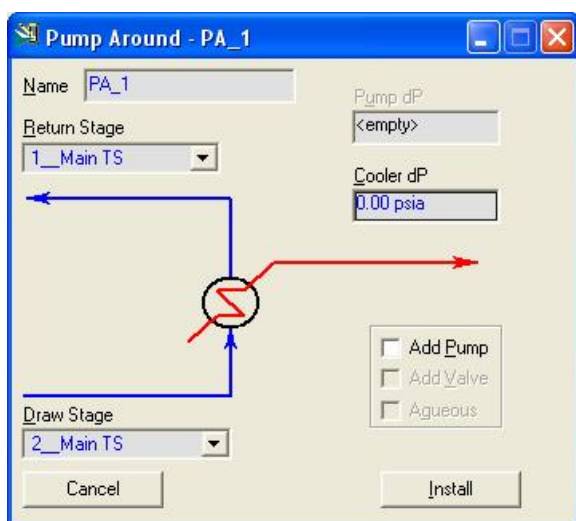 Pump Around - PA_1
Name PA_1
Pump dP
<empty>
Return Stage
1__Main TS
Cooler dP
0.00 psia
Add Pump
Add Valve
Agueous
Draw Stage
2__Main TS
Cancel
Install